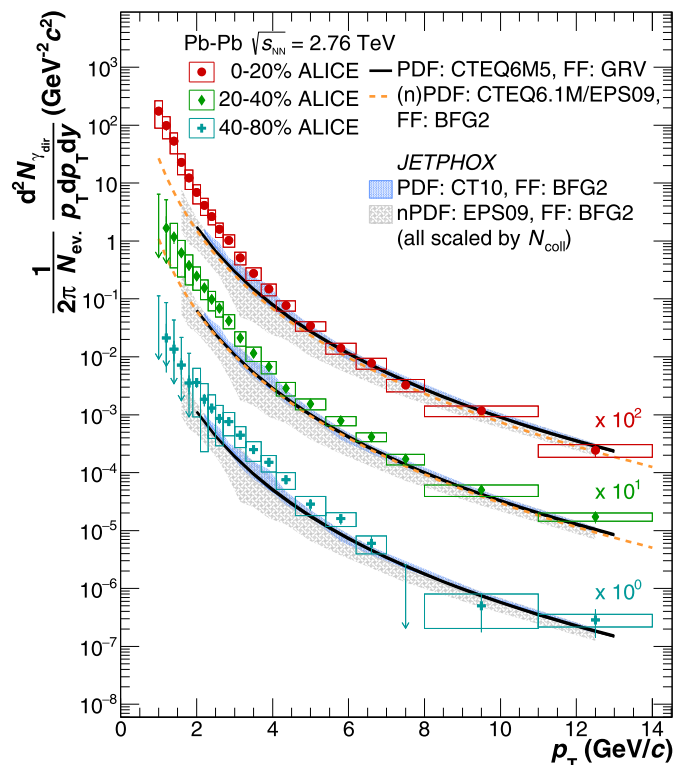 Pb-Pb √s_NN = 2.76 TeV
0-20% ALICE
20-40% ALICE
40-80% ALICE
PDF: CTEQ6M5, FF: GRV
(n)PDF: CTEQ6.1M/EPS09,
FF: BFG2
JETPHOX
PDF: CT10, FF: BFG2
nPDF: EPS09, FF: BFG2
(all scaled by N_coll)
1/(2π N_ev.) d²N_γdir/(p_T dp_T dy) (GeV⁻²c²)
10³
10²
10
1
10⁻¹
10⁻²
10⁻³
10⁻⁴
10⁻⁵
10⁻⁶
10⁻⁷
10⁻⁸
x 10²
x 10¹
x 10⁰
0 2 4 6 8 10 12 14
p_T (GeV/c)